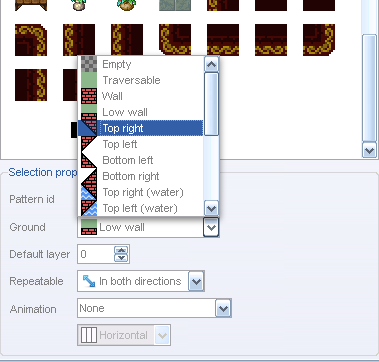 Empty
Traversable
Wall
Low wall
Top right
Top left
Bottom left
Bottom right
Top right (water)
Top left (water)
Selection prop
Pattern id
Ground Low wall
Default layer 0
Repeatable In both directions
Animation None
Horizontal